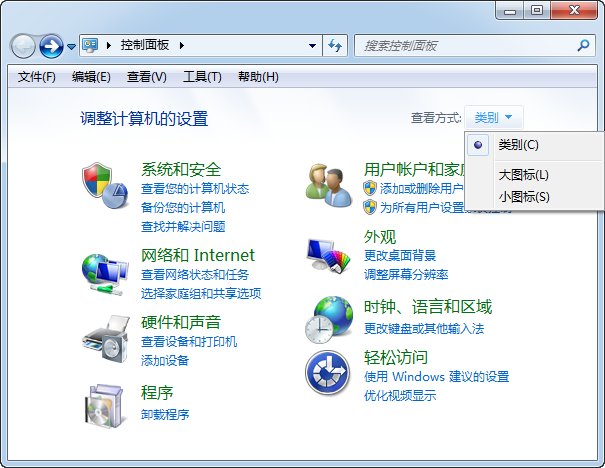 控制面板
搜索控制面板
文件(F) 编辑(E) 查看(V) 工具(T) 帮助(H)
调整计算机的设置
查看方式: 类别
类别(C)
大图标(L)
小图标(S)
系统和安全
查看您的计算机状态
备份您的计算机
查找并解决问题
网络和 Internet
查看网络状态和任务
选择家庭组和共享选项
硬件和声音
查看设备和打印机
添加设备
程序
卸载程序
用户帐户和家
添加或删除用户
为所有用户设置
外观
更改桌面背景
调整屏幕分辨率
时钟、语言和区域
更改键盘或其他输入法
轻松访问
使用 Windows 建议的设置
优化视频显示